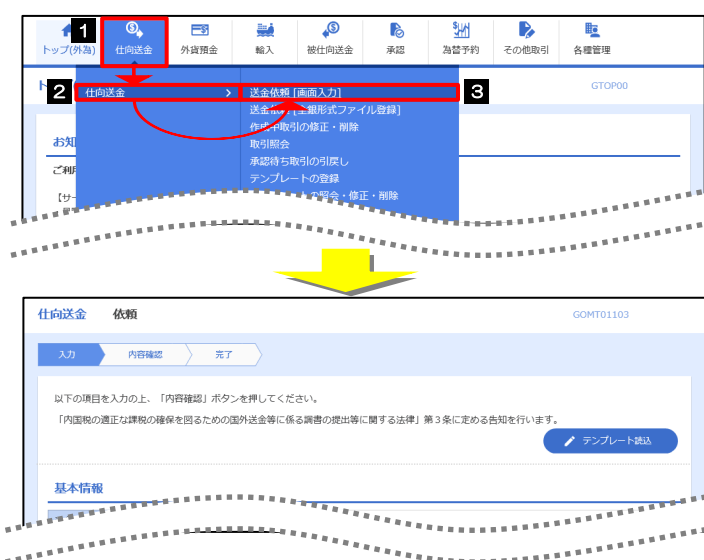 1
トップ(外為) 仕向送金 外貨預金 輸入 被仕向送金 承認 為替予約 その他取引 各種管理
GTOP00
2 仕向送金 > 送金依頼 [画面入力] 3
送金依頼 [全銀形式ファイル登録]
作成中取引の修正・削除
お知
取引照会
ご利用
承認待ち取引の引戻し
テンプレートの登録
【サー
の照会・修正・削除
仕向送金 依頼 GOMT01103
入力 内容確認 完了
以下の項目を入力の上、「内容確認」ボタンを押してください。
「内国税の適正な課税の確保を図るための国外送金等に係る調書の提出等に関する法律」第3条に定める告知を行います。
テンプレート読込
基本情報